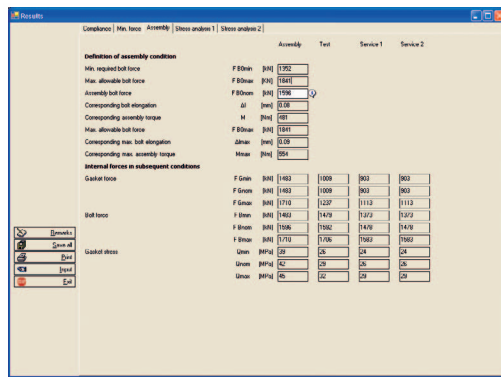 Results
Compliance Min. force Assembly Stress analysis 1 Stress analysis 2
Assembly Test Service 1 Service 2
Definition of assembly condition
Min. required bolt force F B0min [kN] 1352
Max. allowable bolt force F B0max [kN] 1841
Assembly bolt force F B0nom [kN] 1596
Corresponding bolt elongation Δl [mm] 0.08
Corresponding assembly torque M [Nm] 481
Max. allowable bolt force F B0max [kN] 1841
Corresponding max. bolt elongation Δlmax [mm] 0.09
Corresponding max. assembly torque Mmax [Nm] 554
Internal forces in subsequent conditions
Gasket force F Gmin [kN] 1483 1009 903 903
F Gnom [kN] 1483 1009 903 903
F Gmax [kN] 1710 1237 1113 1113
Bolt force F Bmin [kN] 1483 1479 1373 1373
F Bnom [kN] 1596 1592 1478 1478
F Bmax [kN] 1710 1706 1583 1583
Gasket stress Qmin [MPa] 39 26 24 24
Qnom [MPa] 42 29 26 26
Qmax [MPa] 45 32 29 29
Remarks
Save all
Print
Input
Exit